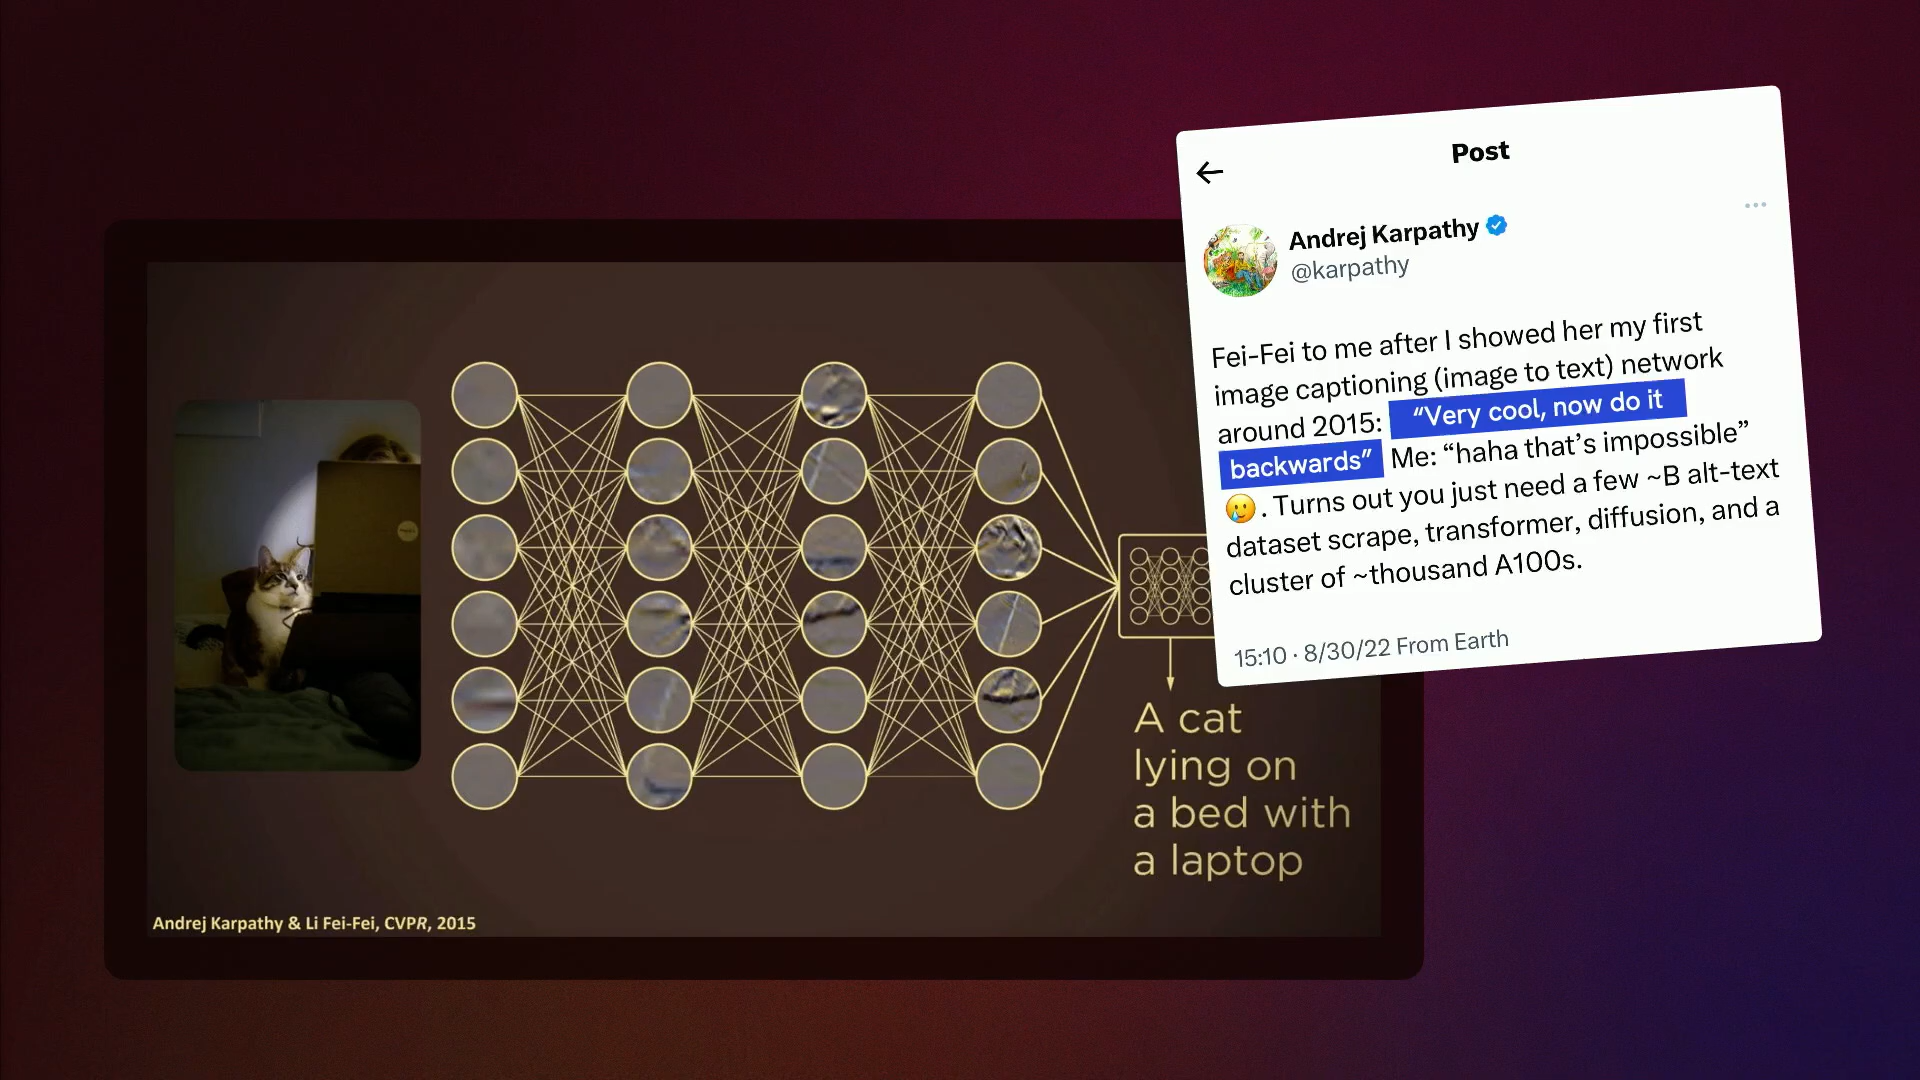 Post
Andrej Karpathy
@karpathy
Fei-Fei to me after I showed her my first
image captioning (image to text) network
around 2015: “Very cool, now do it
backwards” Me: “haha that’s impossible”
🥲. Turns out you just need a few ~B alt-text
dataset scrape, transformer, diffusion, and a
cluster of ~thousand A100s.
15:10 · 8/30/22 From Earth
A cat
lying on
a bed with
a laptop
Andrej Karpathy & Li Fei-Fei, CVPR, 2015